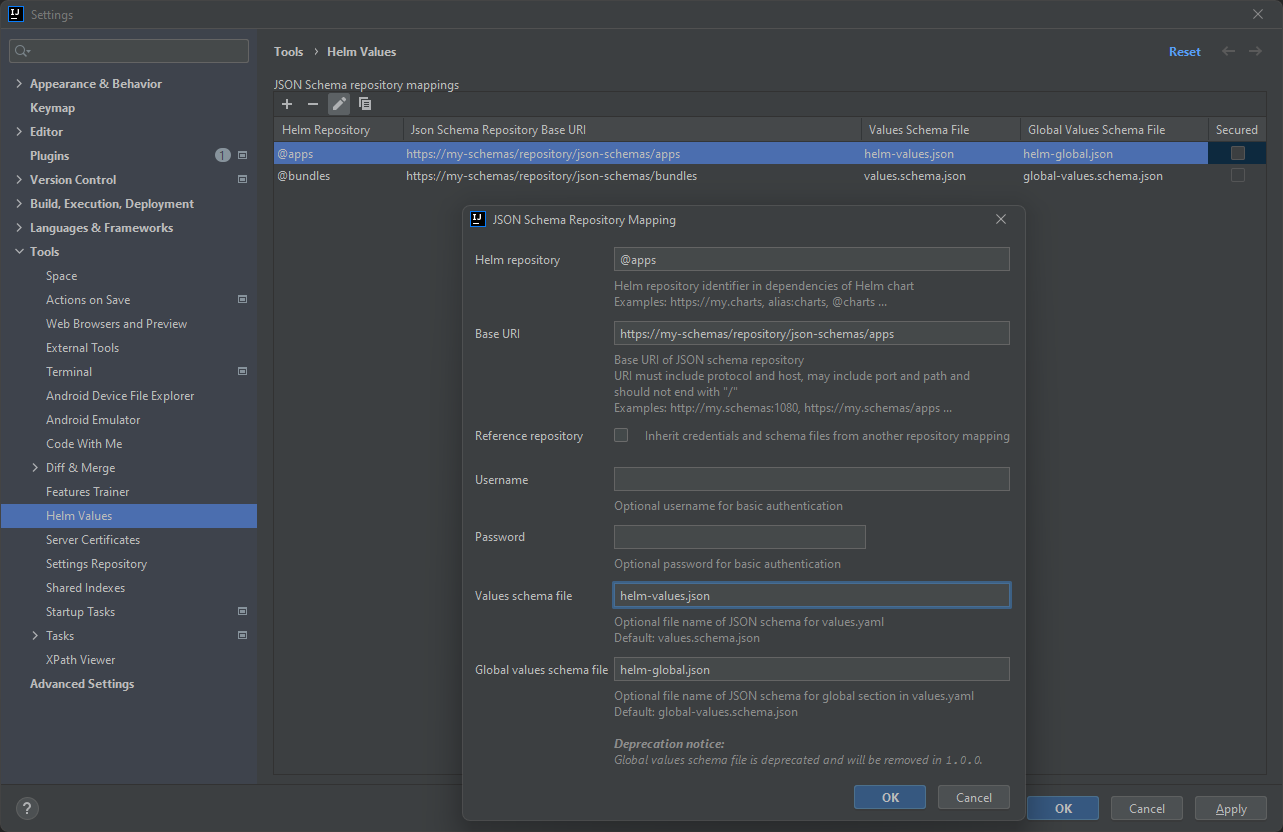 Settings
Tools › Helm Values
Reset
Appearance & Behavior
Keymap
Editor
Plugins
1
Version Control
Build, Execution, Deployment
Languages & Frameworks
Tools
Space
Actions on Save
Web Browsers and Preview
External Tools
Terminal
Android Device File Explorer
Android Emulator
Code With Me
Diff & Merge
Features Trainer
Helm Values
Server Certificates
Settings Repository
Shared Indexes
Startup Tasks
Tasks
XPath Viewer
Advanced Settings
JSON Schema repository mappings
Helm Repository Json Schema Repository Base URI Values Schema File Global Values Schema File Secured
@apps https://my-schemas/repository/json-schemas/apps helm-values.json helm-global.json
@bundles https://my-schemas/repository/json-schemas/bundles values.schema.json global-values.schema.json
JSON Schema Repository Mapping
Helm repository @apps
Helm repository identifier in dependencies of Helm chart
Examples: https://my.charts, alias:charts, @charts ...
Base URI https://my-schemas/repository/json-schemas/apps
Base URI of JSON schema repository
URI must include protocol and host, may include port and path and
should not end with "/"
Examples: http://my.schemas:1080, https://my.schemas/apps ...
Reference repository Inherit credentials and schema files from another repository mapping
Username
Optional username for basic authentication
Password
Optional password for basic authentication
Values schema file helm-values.json
Optional file name of JSON schema for values.yaml
Default: values.schema.json
Global values schema file helm-global.json
Optional file name of JSON schema for global section in values.yaml
Default: global-values.schema.json
Deprecation notice:
Global values schema file is deprecated and will be removed in 1.0.0.
OK Cancel
? OK Cancel Apply